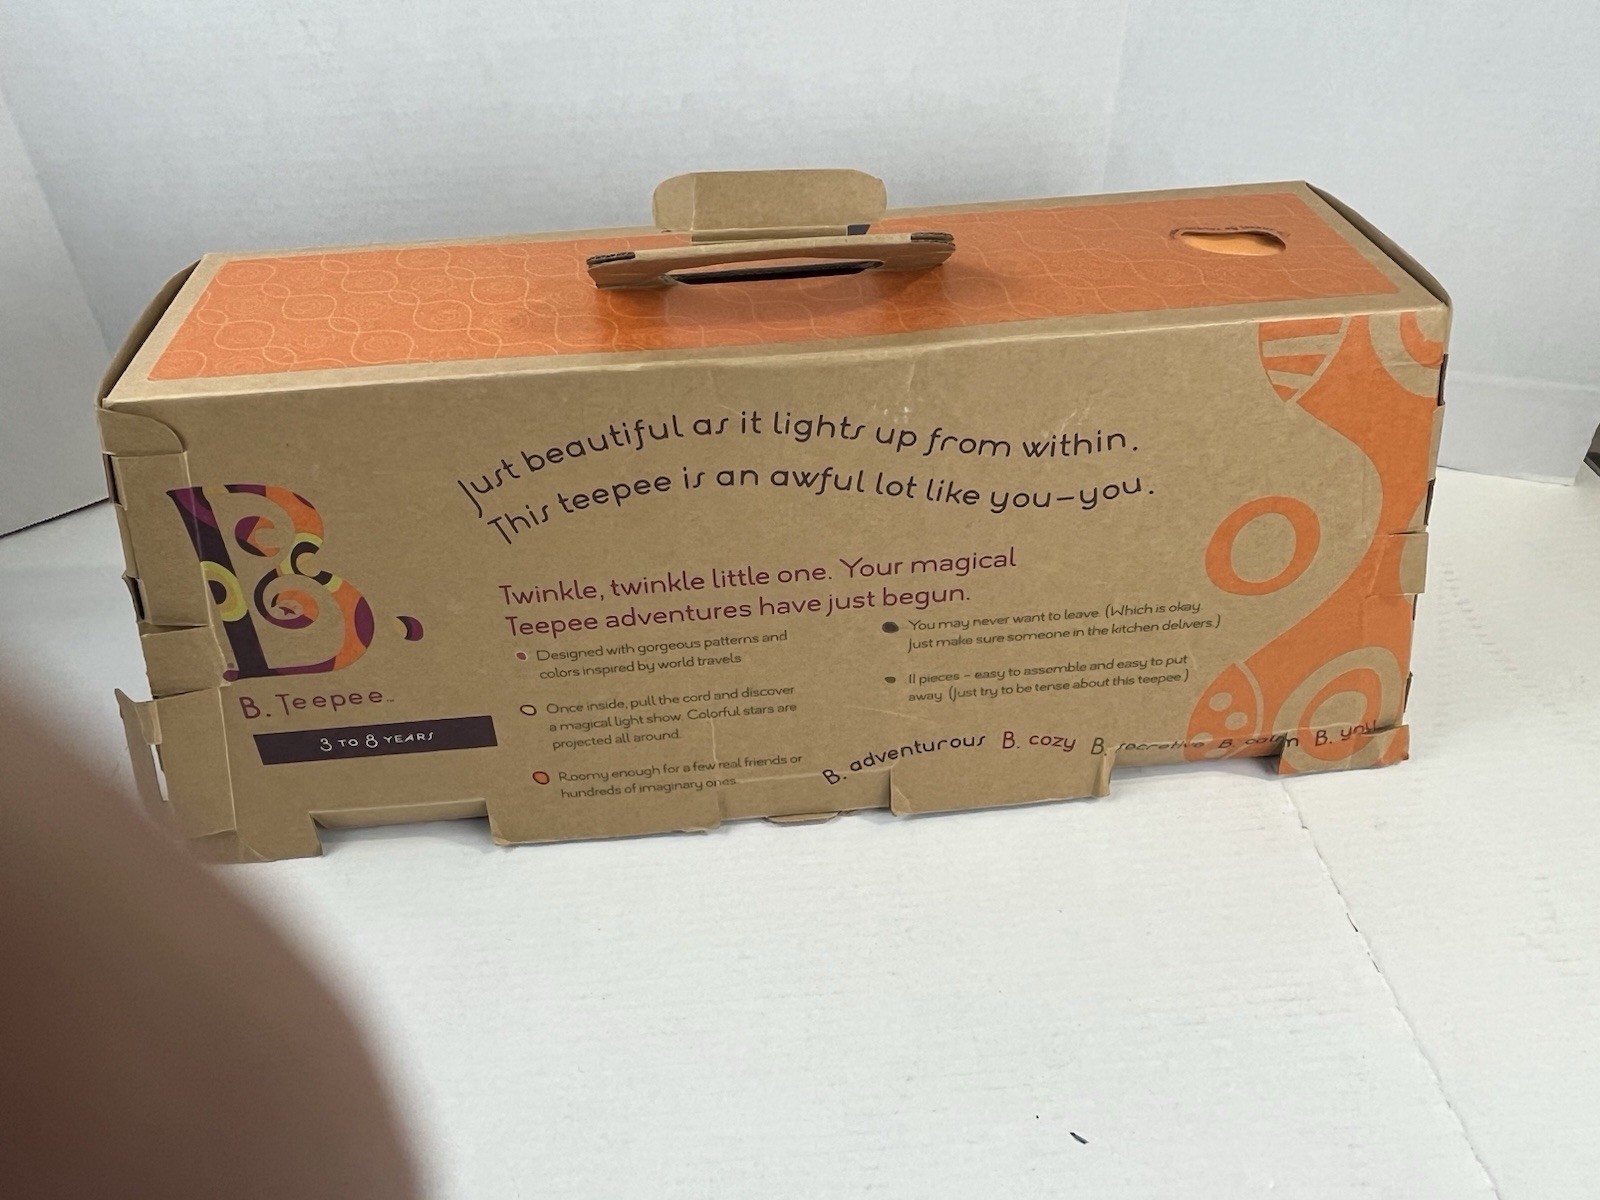 Just beautiful as it lights up from within.
This teepee is an awful lot like you-you.
B.
B. Teepee™
3 TO 8 YEARS
Twinkle, twinkle little one. Your magical
Teepee adventures have just begun.
Designed with gorgeous patterns and
colors inspired by world travels
Once inside, pull the cord and discover
a magical light show. Colorful stars are
projected all around.
Roomy enough for a few real friends or
hundreds of imaginary ones.
You may never want to leave. (Which is okay.
Just make sure someone in the kitchen delivers.)
11 pieces – easy to assemble and easy to put
away. (Just try to be tense about this teepee.)
B. adventurous B. cozy B. secretive B. calm B. you